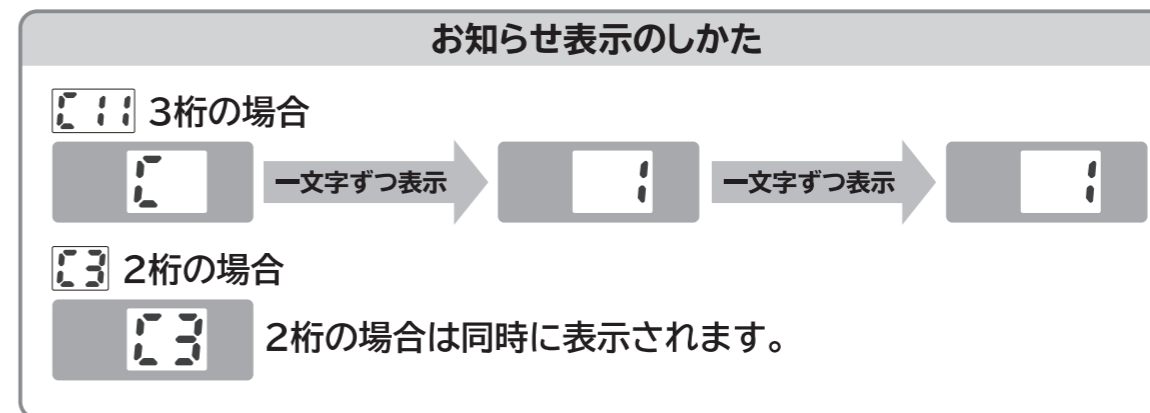 お知らせ表示のしかた
C11 3桁の場合
C 一文字ずつ表示 1 一文字ずつ表示 1
C3 2桁の場合
C3 2桁の場合は同時に表示されます。